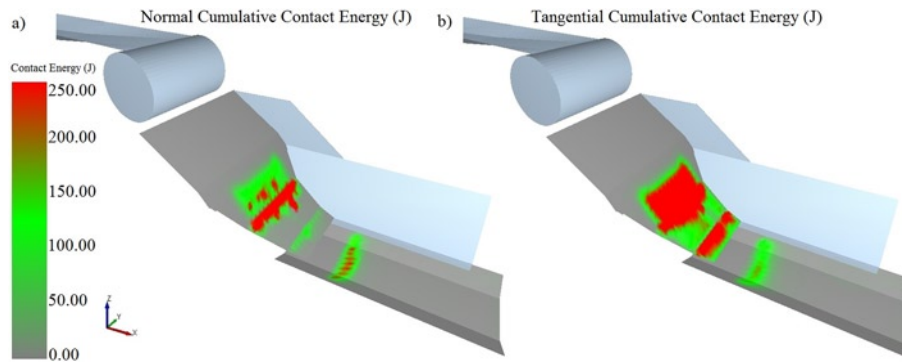 a)
Normal Cumulative Contact Energy (J)
b)
Tangential Cumulative Contact Energy (J)
Contact Energy (J)
250.00
200.00
150.00
100.00
50.00
0.00
Z
Y
X